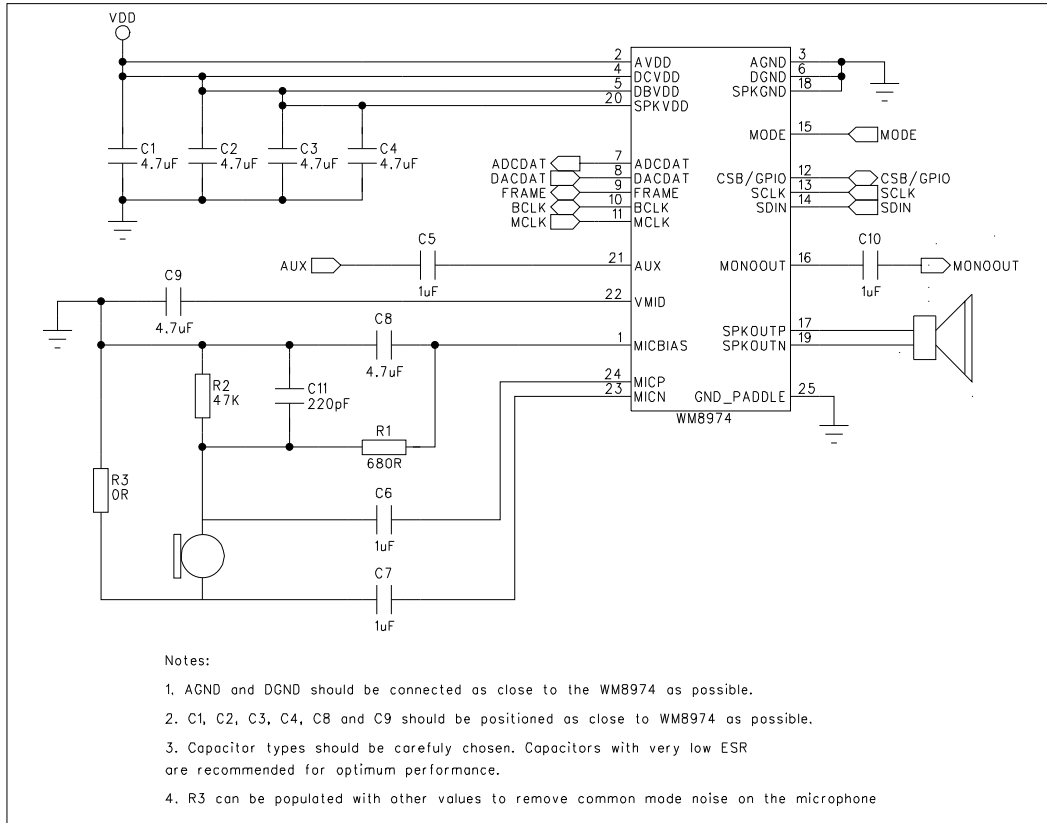 VDD
2 AVDD
4 DCVDD
5 DBVDD
20 SPKVDD
AGND 3
DGND 6
SPKGND 18
C1 4.7uF
C2 4.7uF
C3 4.7uF
C4 4.7uF
MODE 15 MODE
ADCDAT 7 ADCDAT
DACDAT 8 DACDAT
FRAME 9 FRAME
BCLK 10 BCLK
MCLK 11 MCLK
CSB/GPIO 12 CSB/GPIO
SCLK 13 SCLK
SDIN 14 SDIN
AUX C5 1uF 21 AUX
MONOOUT 16 C10 1uF MONOOUT
C9 4.7uF 22 VMID
C8 4.7uF 1 MICBIAS
SPKOUTP 17
SPKOUTN 19
24 MICP
23 MICN
GND_PADDLE 25
WM8974
R2 47K
C11 220pF
R1 680R
R3 0R
C6 1uF
C7 1uF
Notes:
1. AGND and DGND should be connected as close to the WM8974 as possible.
2. C1, C2, C3, C4, C8 and C9 should be positioned as close to WM8974 as possible.
3. Capacitor types should be carefuly chosen. Capacitors with very low ESR
are recommended for optimum performance.
4. R3 can be populated with other values to remove common mode noise on the microphone